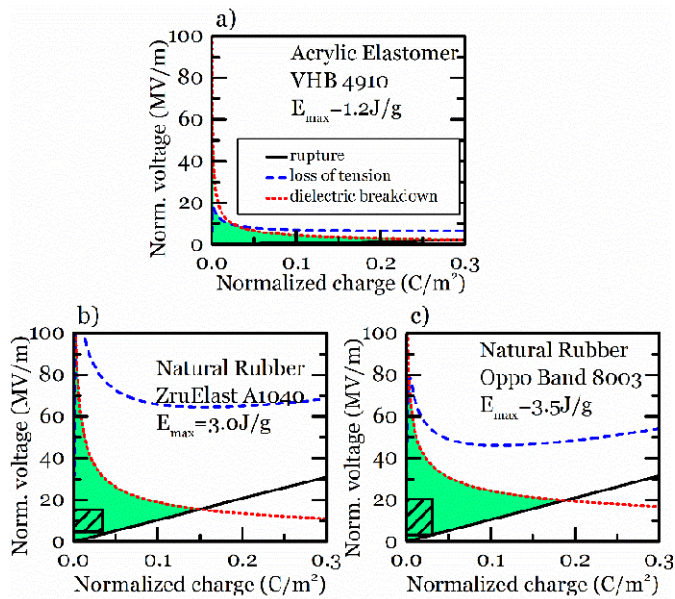 a)
Acrylic Elastomer
VHB 4910
Emax=1.2J/g
rupture
loss of tension
dielectric breakdown
Norm. voltage (MV/m)
100
80
60
40
20
0
0.0 0.1 0.2 0.3
Normalized charge (C/m²)
b)
Natural Rubber
ZruElast A1040
Emax=3.0J/g
Norm. voltage (MV/m)
100
80
60
40
20
0
0.0 0.1 0.2 0.3
Normalized charge (C/m²)
c)
Natural Rubber
Oppo Band 8003
Emax=3.5J/g
Norm. voltage (MV/m)
100
80
60
40
20
0
0.0 0.1 0.2 0.3
Normalized charge (C/m²)